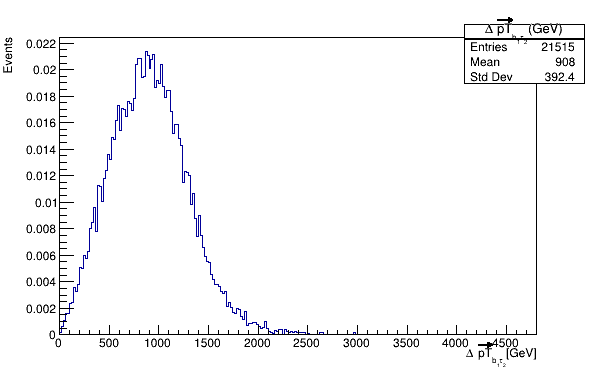 Δ pT b₁τ₂ (GeV)
Entries 21515
Mean 908
Std Dev 392.4
Events
0.022
0.02
0.018
0.016
0.014
0.012
0.01
0.008
0.006
0.004
0.002
0
0 500 1000 1500 2000 2500 3000 3500 4000 4500
Δ pT b₁τ₂ [GeV]